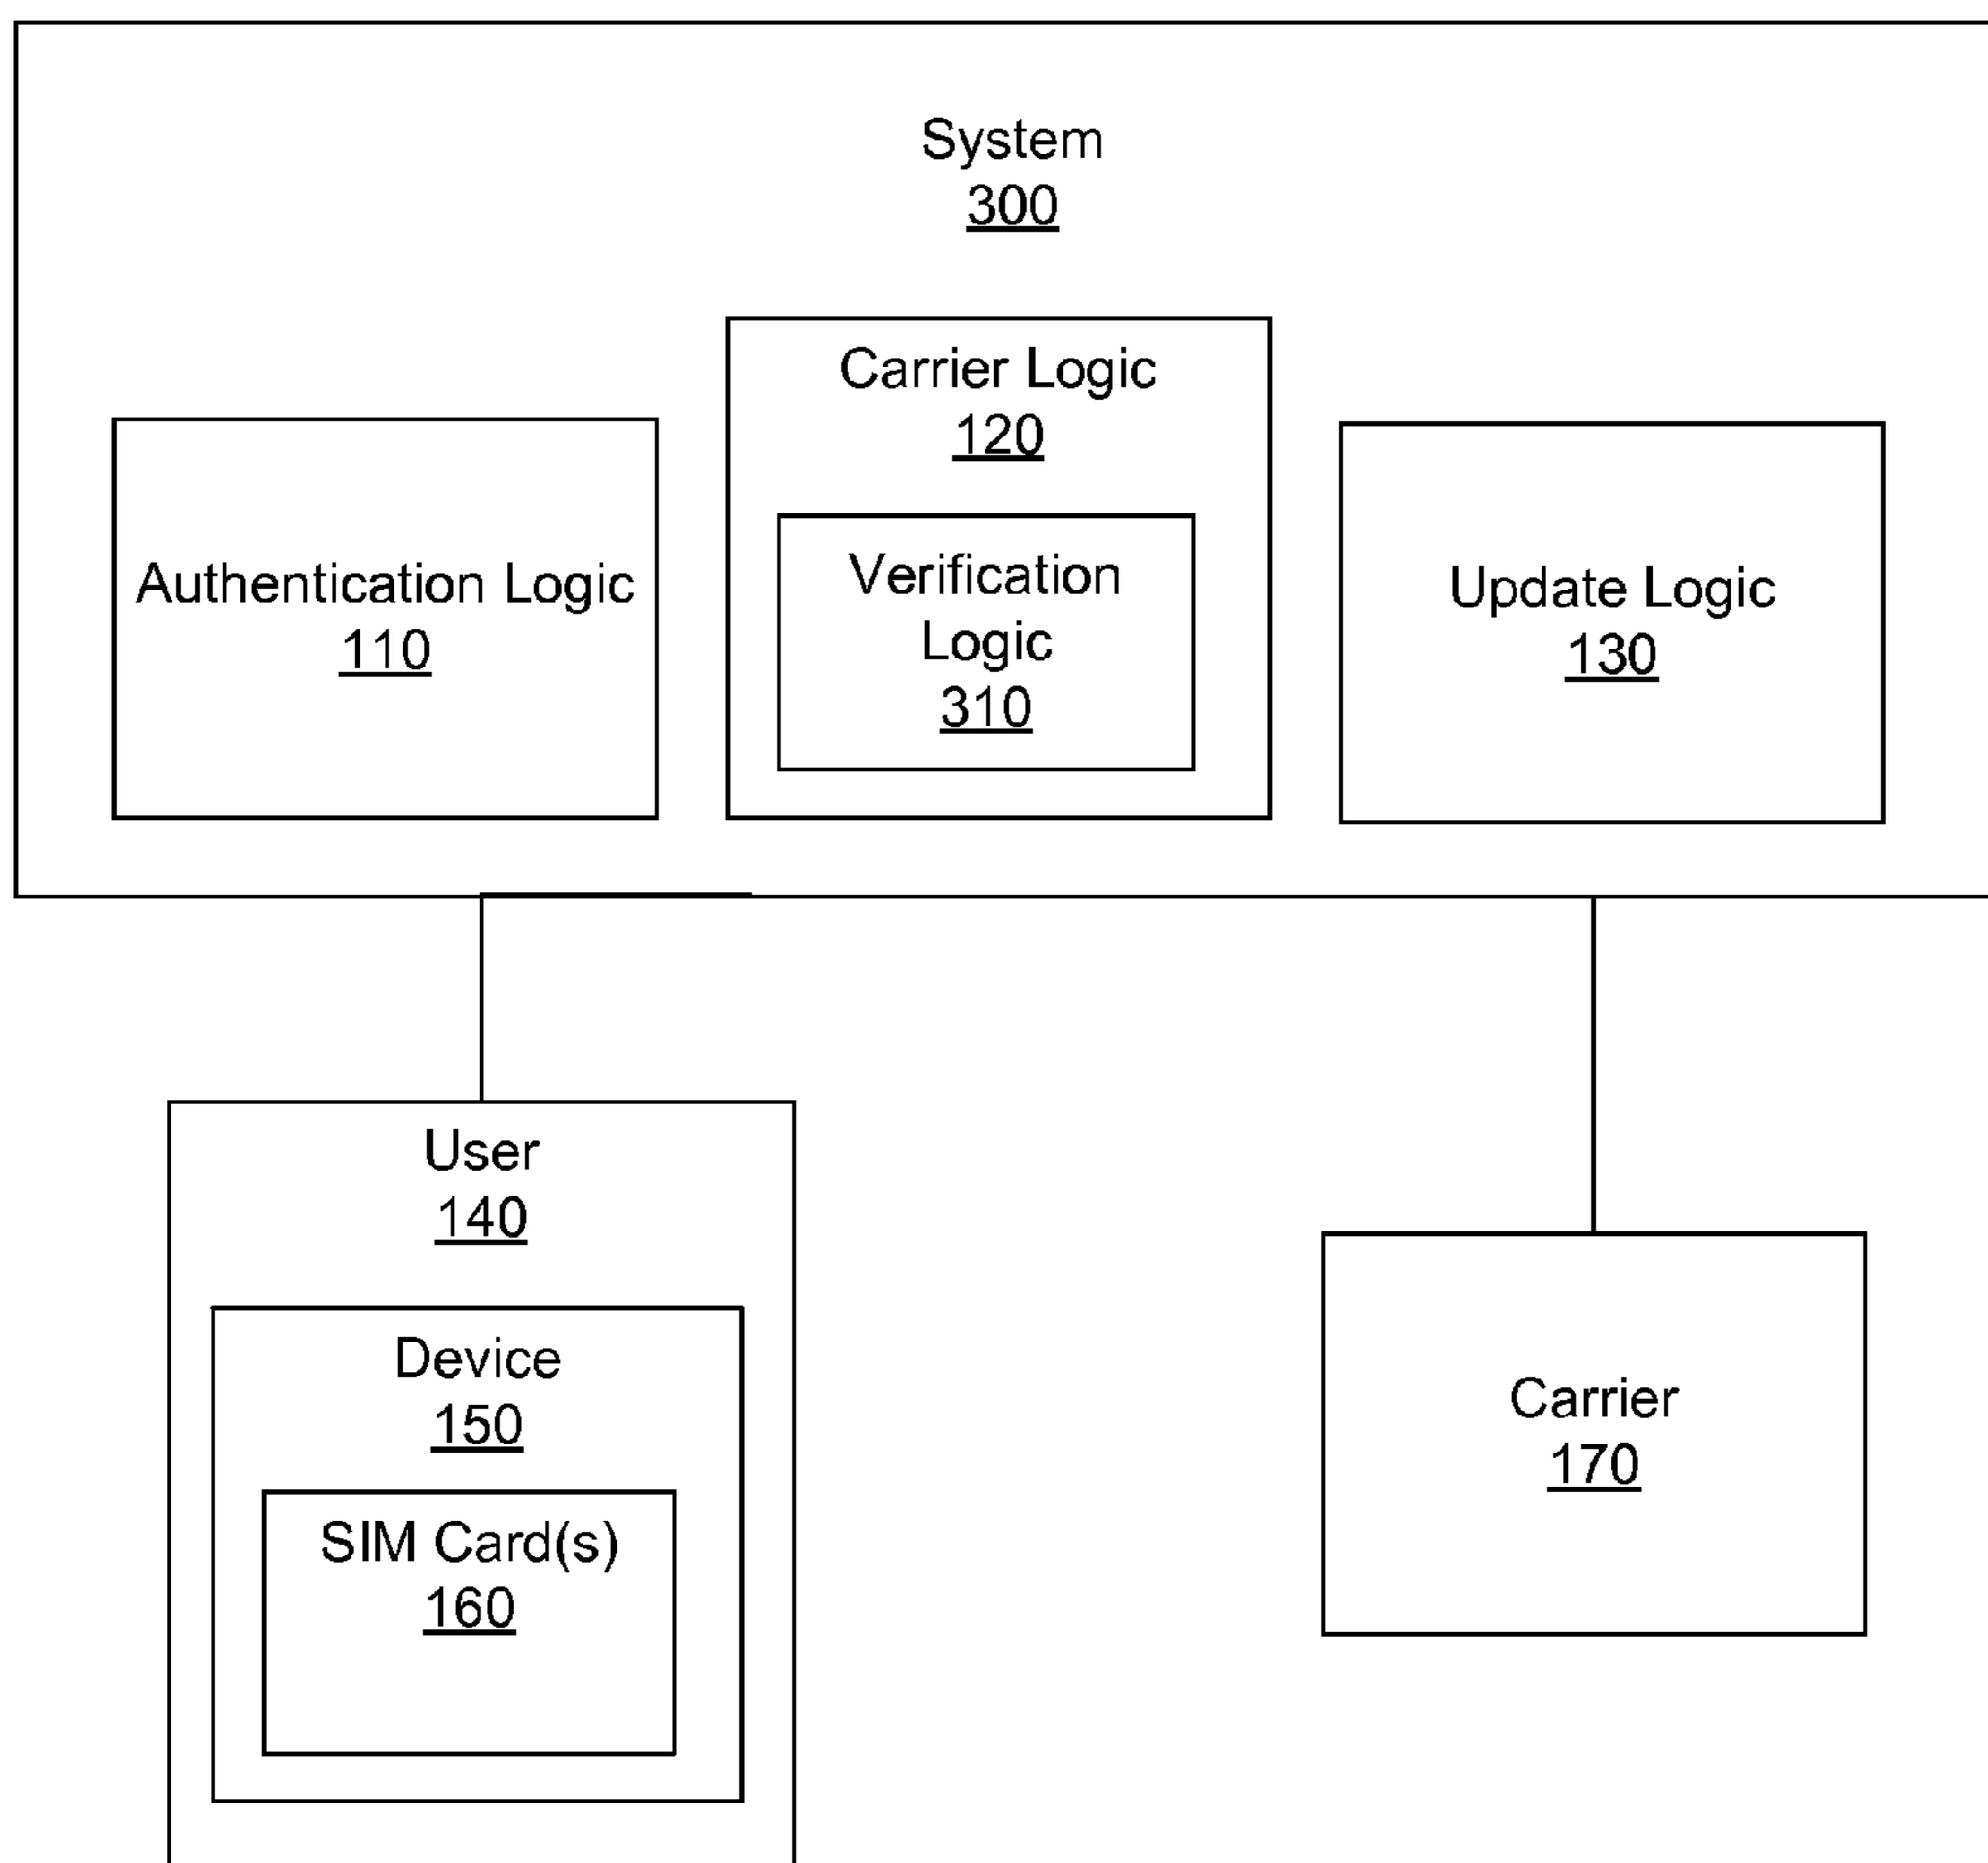 System
300
Carrier Logic
120
Authentication Logic
110
Verification
Logic
310
Update Logic
130
User
140
Device
150
SIM Card(s)
160
Carrier
170